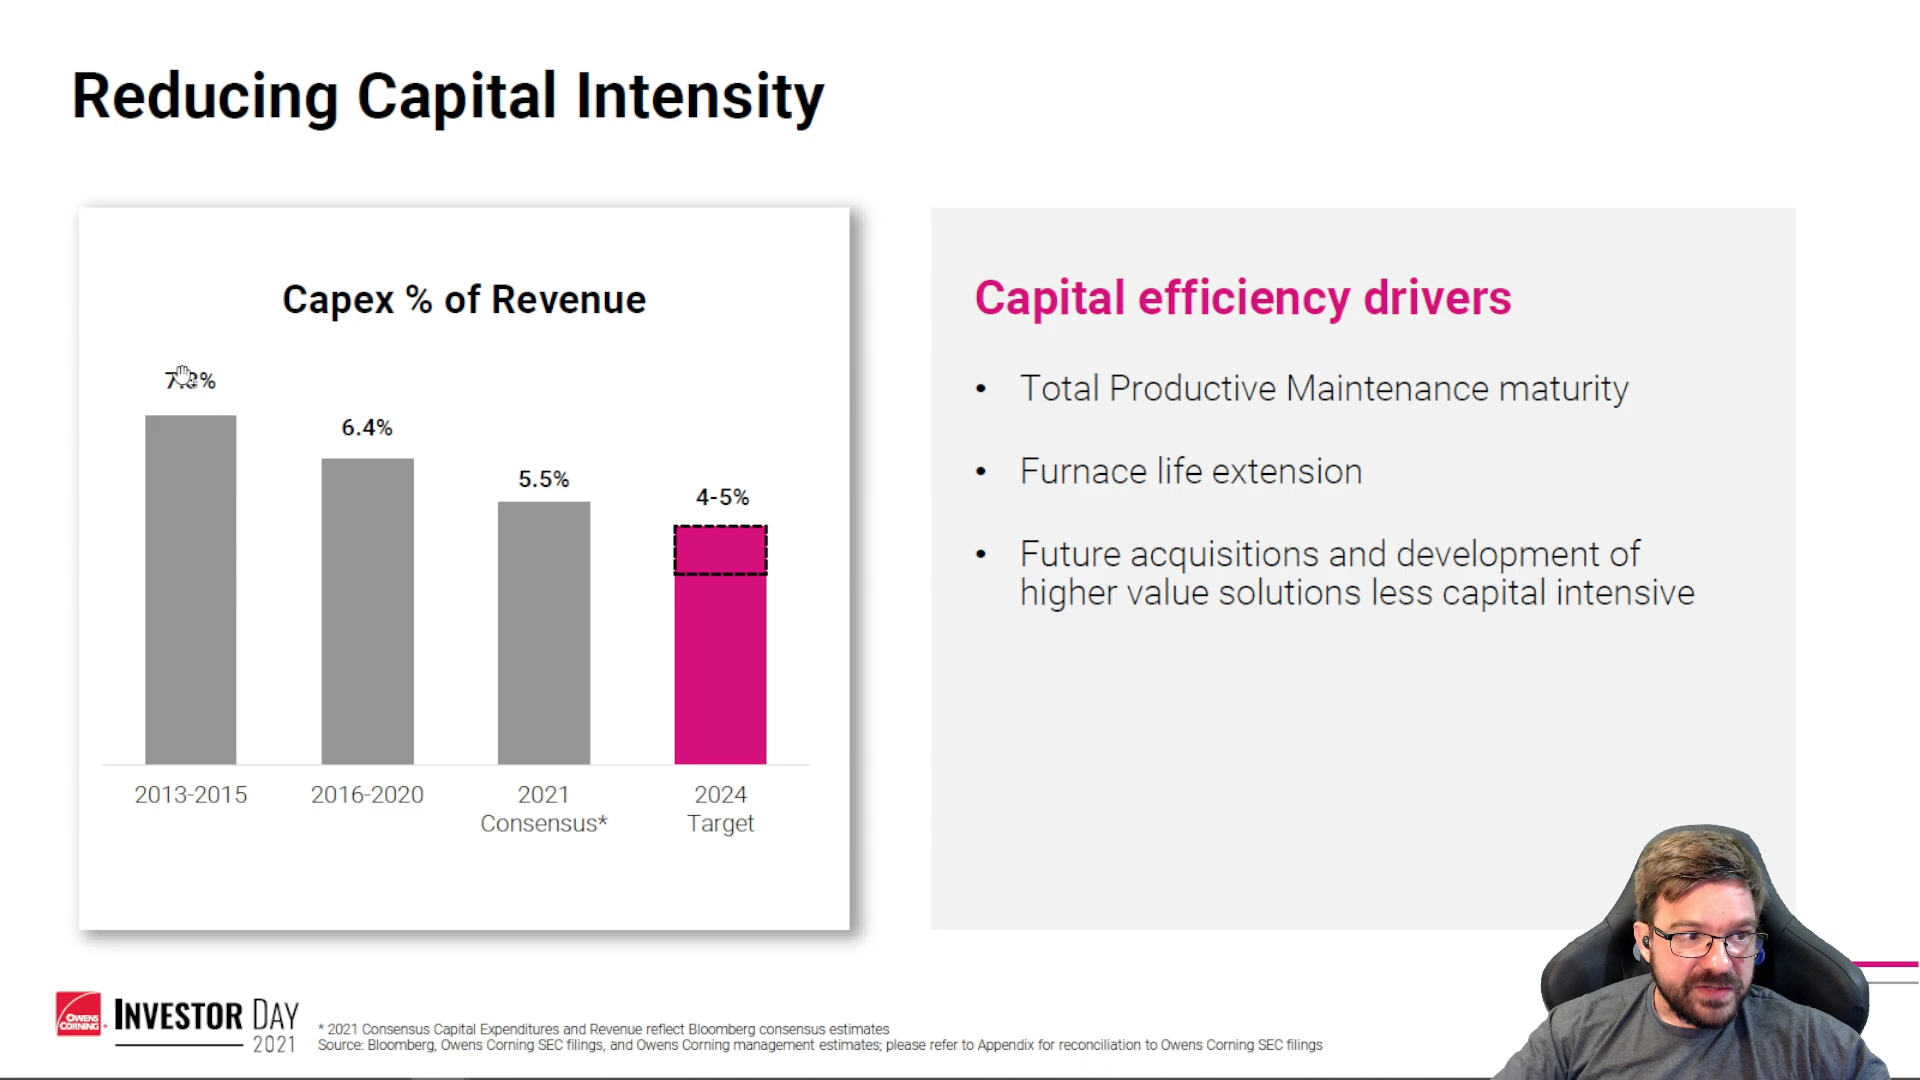 Reducing Capital Intensity
Capex % of Revenue
6.4%
5.5%
4-5%
2013-2015
2016-2020
2021
Consensus*
2024
Target
Capital efficiency drivers
• Total Productive Maintenance maturity
• Furnace life extension
• Future acquisitions and development of
higher value solutions less capital intensive
OWENS
CORNING
INVESTOR DAY
2021
* 2021 Consensus Capital Expenditures and Revenue reflect Bloomberg consensus estimates
Source: Bloomberg, Owens Corning SEC filings, and Owens Corning management estimates; please refer to Appendix for reconciliation to Owens Corning SEC filings